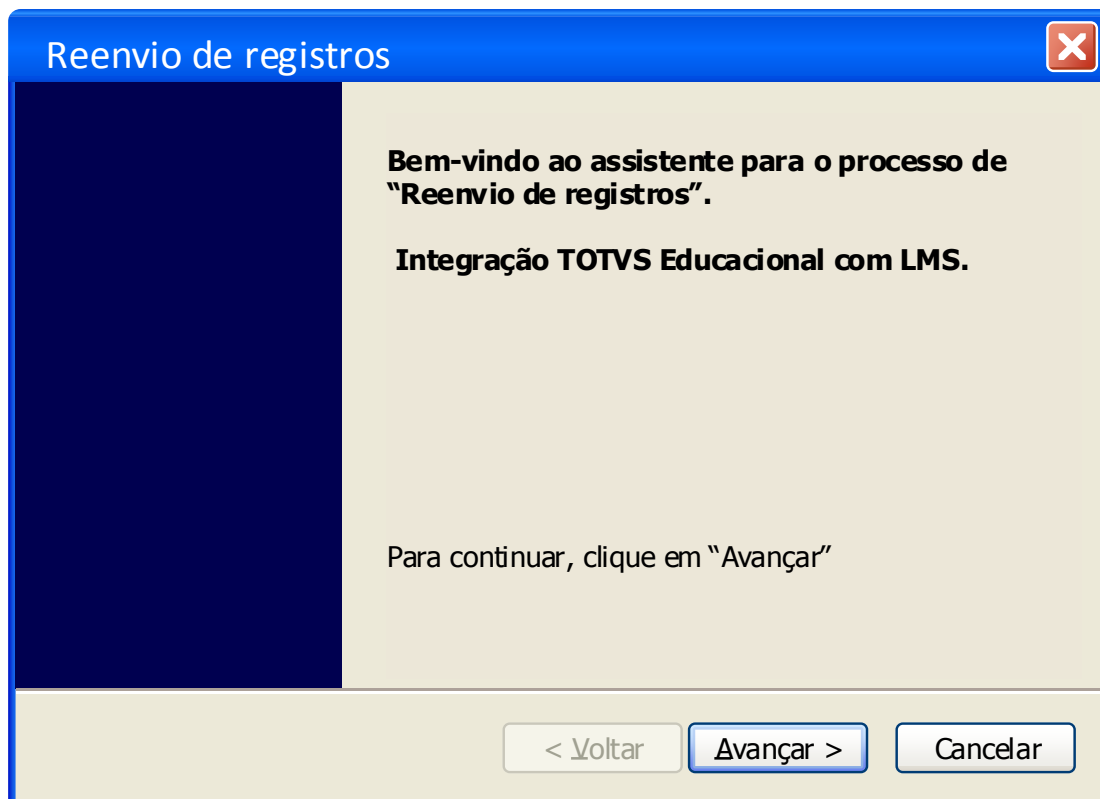 Reenvio de registros
Bem-vindo ao assistente para o processo de
“Reenvio de registros”.
Integração TOTVS Educacional com LMS.
Para continuar, clique em “Avançar”
< Voltar
Avançar >
Cancelar